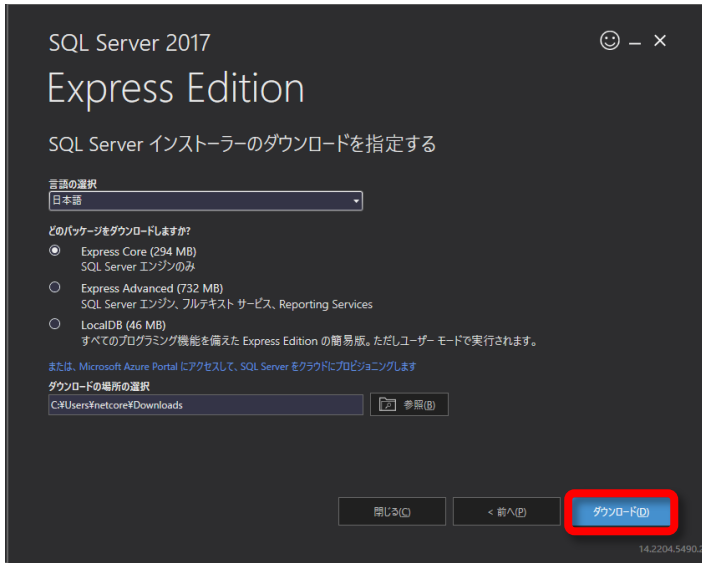 SQL Server 2017
Express Edition
SQL Server インストーラーのダウンロードを指定する
言語の選択
日本語
どのパッケージをダウンロードしますか?
Express Core (294 MB)
SQL Server エンジンのみ
Express Advanced (732 MB)
SQL Server エンジン、フルテキスト サービス、Reporting Services
LocalDB (46 MB)
すべてのプログラミング機能を備えた Express Edition の簡易版。ただしユーザー モードで実行されます。
または、Microsoft Azure Portal にアクセスして、SQL Server をクラウドにプロビジョニングします
ダウンロードの場所の選択
C:¥Users¥netcore¥Downloads
参照(B)
閉じる(C)
< 前へ(P)
ダウンロード(D)
14.2204.5490.2